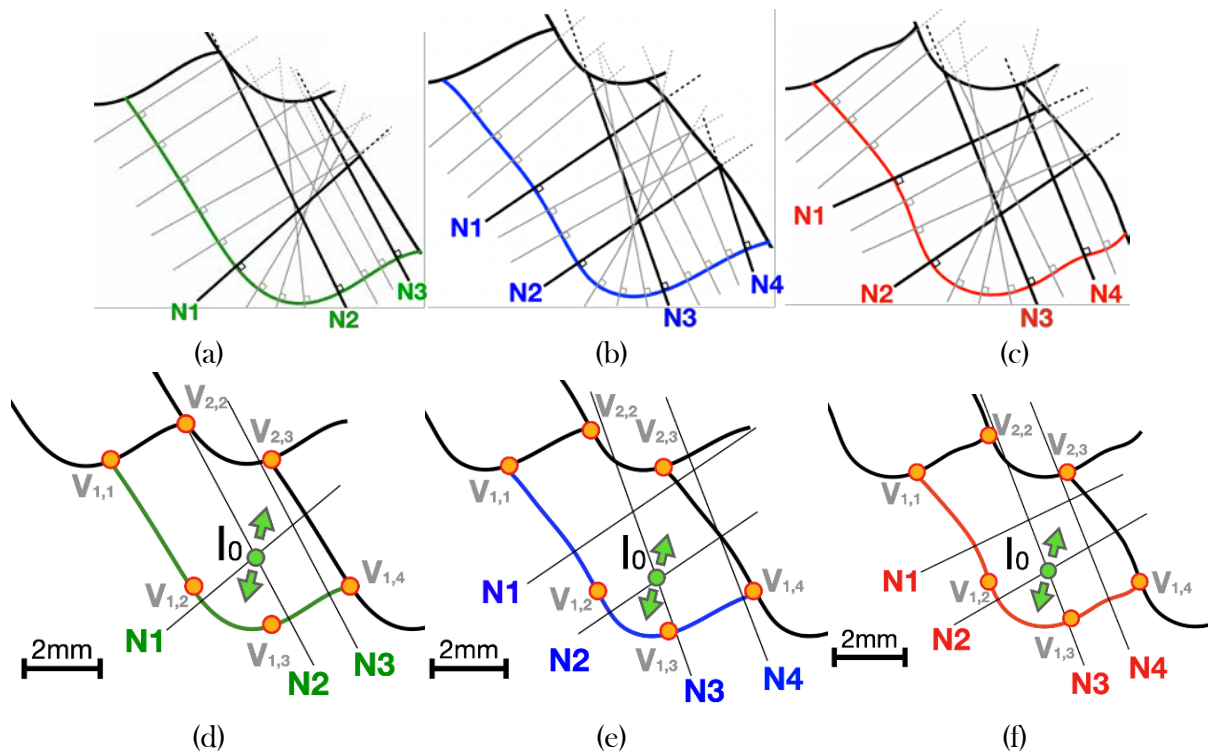 N1
N2
N3
N1
N2
N3
N4
N1
N2
N3
N4
(a)
(b)
(c)
V2,2
V2,3
V1,1
I0
V1,2
V1,3
V1,4
N1
N2
N3
2mm
V2,2
V2,3
V1,1
I0
V1,2
V1,3
V1,4
N1
N2
N3
N4
2mm
V2,2
V2,3
V1,1
I0
V1,2
V1,3
V1,4
N1
N2
N3
N4
2mm
(d)
(e)
(f)